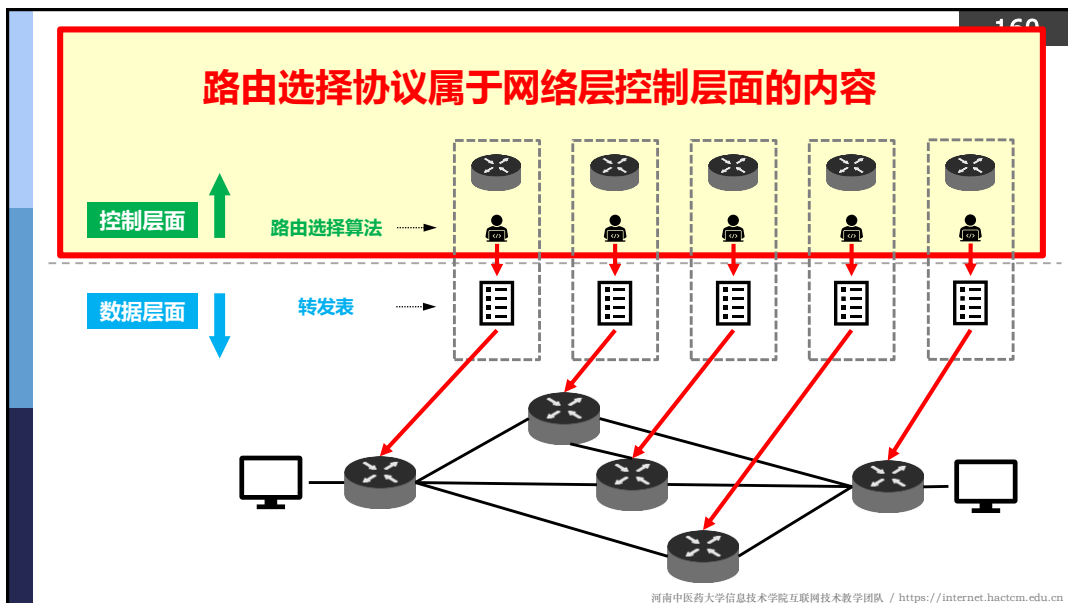 路由选择协议属于网络层控制层面的内容
控制层面
路由选择算法
数据层面
转发表
河南中医药大学信息技术学院互联网技术教学团队 / https://internet.hactcm.edu.cn